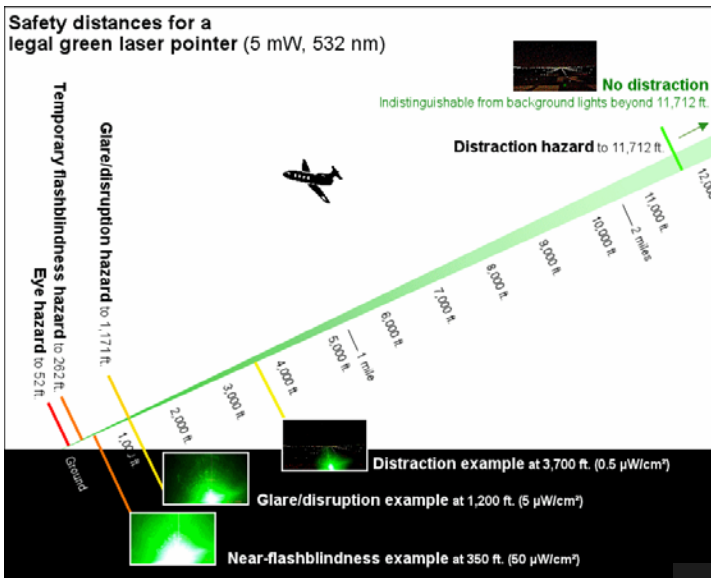 Safety distances for a
legal green laser pointer (5 mW, 532 nm)
No distraction
Indistinguishable from background lights beyond 11,712 ft.
Distraction hazard to 11,712 ft.
Glare/disruption hazard to 1,171 ft.
Temporary flashblindness hazard to 262 ft.
Eye hazard to 52 ft.
Ground
1,000 ft.
2,000 ft.
3,000 ft.
4,000 ft.
5,000 ft.
1 mile
6,000 ft.
7,000 ft.
8,000 ft.
9,000 ft.
10,000 ft.
2 miles
11,000 ft.
12,000
Distraction example at 3,700 ft. (0.5 µW/cm²)
Glare/disruption example at 1,200 ft. (5 µW/cm²)
Near-flashblindness example at 350 ft. (50 µW/cm²)